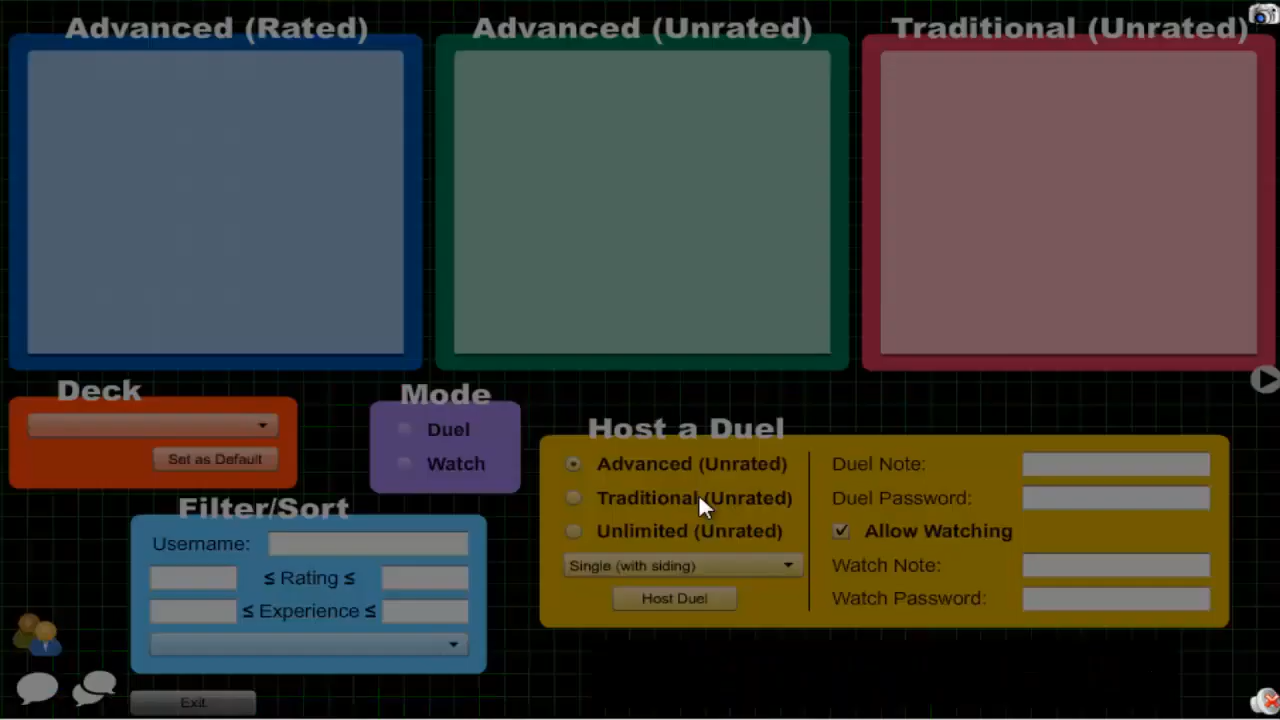 Advanced (Rated)
Advanced (Unrated)
Traditional (Unrated)
Deck
Set as Default
Mode
Duel
Watch
Filter/Sort
Username:
≤ Rating ≤
≤ Experience ≤
Host a Duel
Advanced (Unrated)
Traditional (Unrated)
Unlimited (Unrated)
Single (with siding)
Host Duel
Duel Note:
Duel Password:
Allow Watching
Watch Note:
Watch Password:
Exit